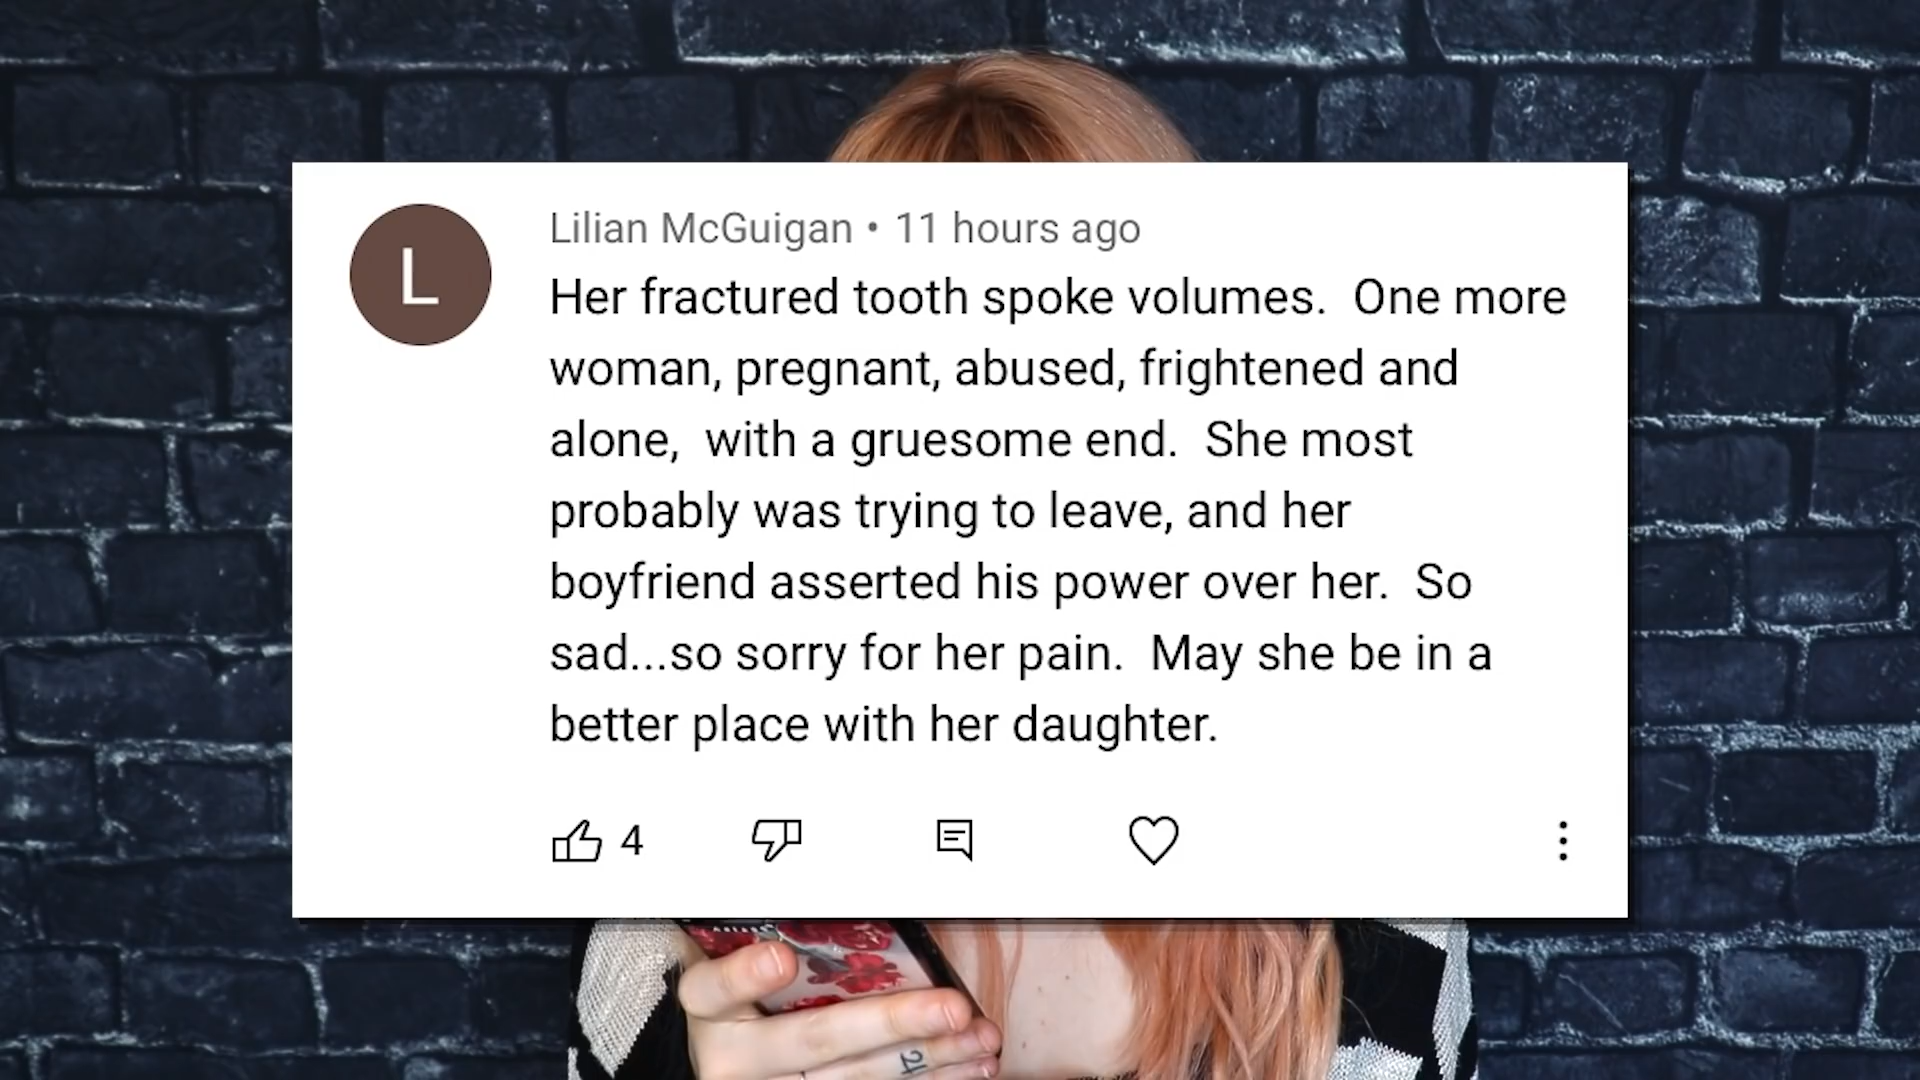 L
Lilian McGuigan • 11 hours ago
Her fractured tooth spoke volumes.  One more
woman, pregnant, abused, frightened and
alone,  with a gruesome end.  She most
probably was trying to leave, and her
boyfriend asserted his power over her.  So
sad...so sorry for her pain.  May she be in a
better place with her daughter.
4